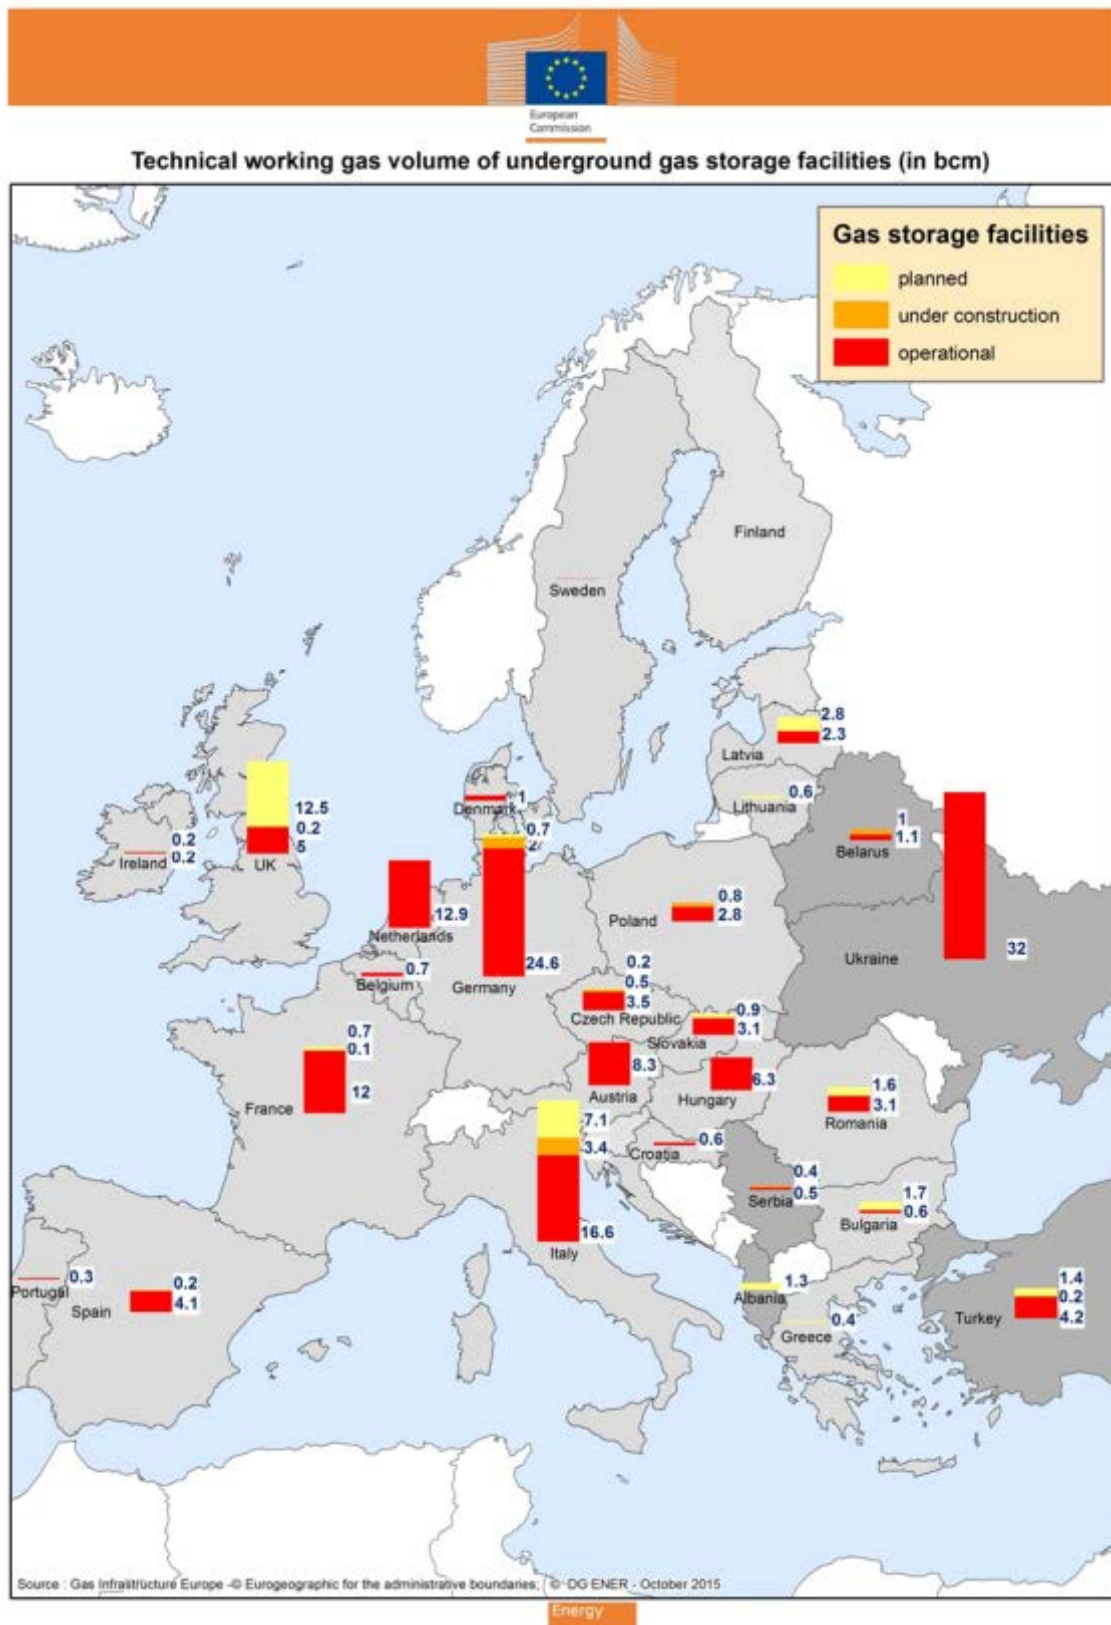 European
Commission
Technical working gas volume of underground gas storage facilities (in bcm)
Gas storage facilities
planned
under construction
operational
Finland
Sweden
2.8
2.3
Latvia
0.6
Lithuania
1
Denmark
12.5
0.2
5
UK
0.2
0.2
Ireland
0.7
2
24.6
Germany
1
1.1
Belarus
12.9
Netherlands
0.8
2.8
Poland
32
Ukraine
0.7
Belgium
0.2
0.5
3.5
Czech Republic
0.9
3.1
Slovakia
0.7
0.1
12
France
8.3
Austria
6.3
Hungary
1.6
3.1
Romania
7.1
3.4
16.6
Italy
0.6
Croatia
0.4
0.5
Serbia
1.7
0.6
Bulgaria
0.3
Portugal
0.2
4.1
Spain
1.3
Albania
0.4
Greece
1.4
0.2
4.2
Turkey
Source : Gas Infrastructure Europe -© Eurogeographic for the administrative boundaries; © DG ENER - October 2015
Energy